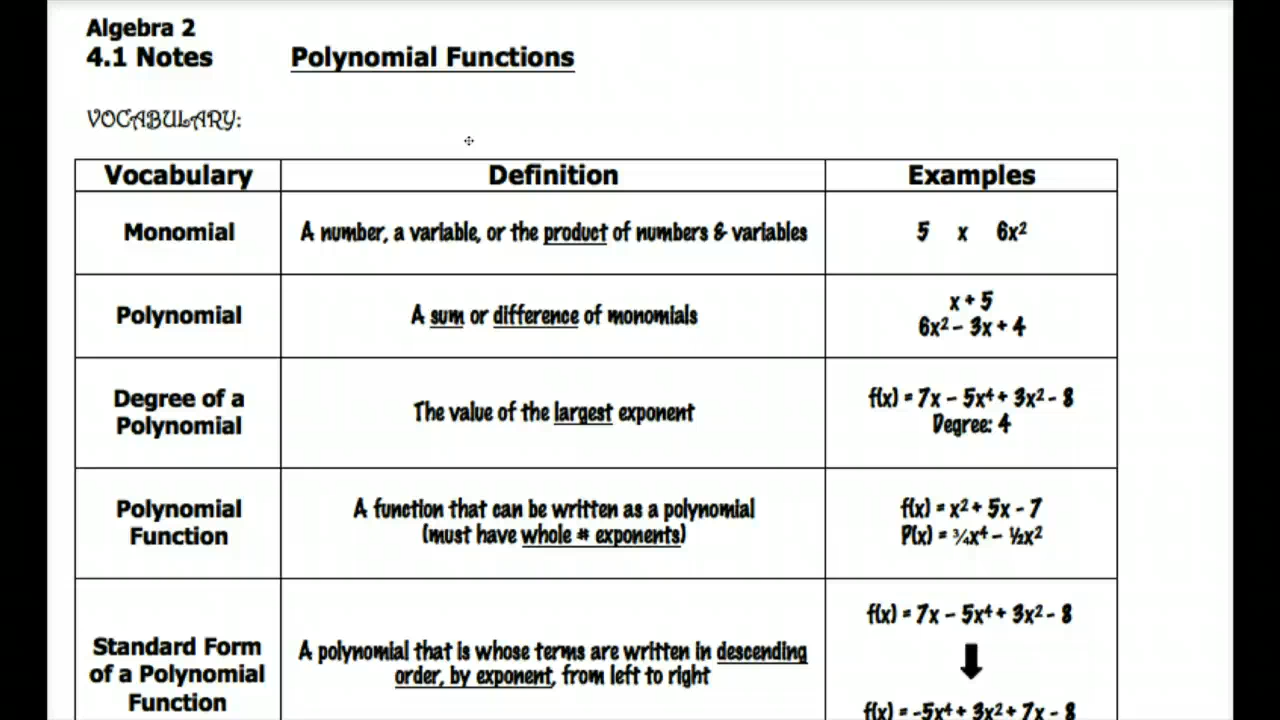 Algebra 2
4.1 Notes Polynomial Functions
VOCABULARY:
Vocabulary Definition Examples
Monomial A number, a variable, or the product of numbers & variables 5 x 6x²
Polynomial A sum or difference of monomials x + 5
6x² – 3x + 4
Degree of a
Polynomial
The value of the largest exponent
f(x) = 7x – 5x⁴ + 3x² - 8
Degree: 4
Polynomial
Function
A function that can be written as a polynomial
(must have whole # exponents)
f(x) = x² + 5x - 7
P(x) = ¾x⁴ – ½x²
Standard Form
of a Polynomial
Function
A polynomial that is whose terms are written in descending
order, by exponent, from left to right
f(x) = 7x – 5x⁴ + 3x² – 8
f(x) = -5x⁴ + 3x² + 7x – 8